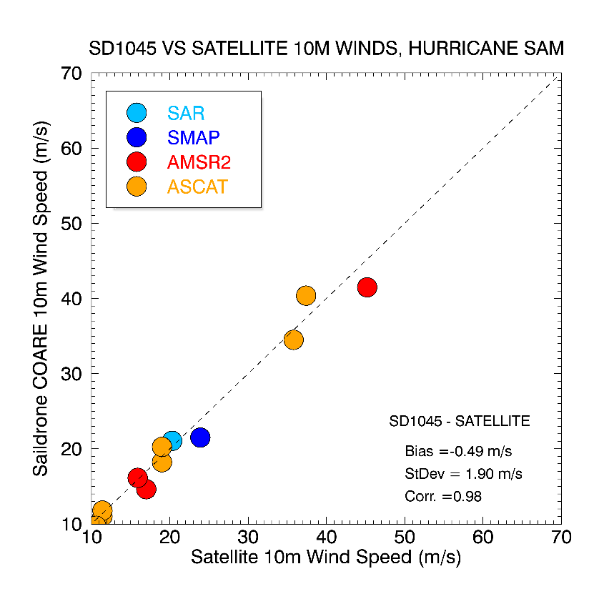 SD1045 VS SATELLITE 10M WINDS, HURRICANE SAM
70
60
50
40
30
20
10
Saildrone COARE 10m Wind Speed (m/s)
SAR
SMAP
AMSR2
ASCAT
SD1045 - SATELLITE
Bias =-0.49 m/s
StDev = 1.90 m/s
Corr. =0.98
10 20 30 40 50 60 70
Satellite 10m Wind Speed (m/s)